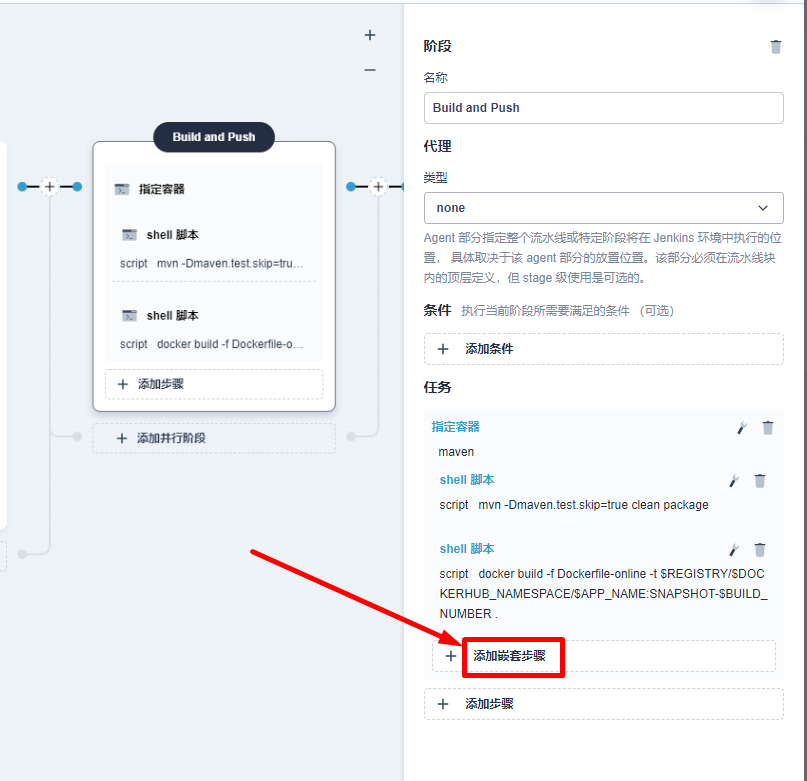 Build and Push
指定容器
shell 脚本
script mvn -Dmaven.test.skip=tru...
shell 脚本
script docker build -f Dockerfile-o...
添加步骤
添加并行阶段
阶段
名称
Build and Push
代理
类型
none
Agent 部分指定整个流水线或特定阶段将在 Jenkins 环境中执行的位
置， 具体取决于该 agent 部分的放置位置。该部分必须在流水线块
内的顶层定义，但 stage 级使用是可选的。
条件 执行当前阶段所需要满足的条件 （可选）
添加条件
任务
指定容器
maven
shell 脚本
script mvn -Dmaven.test.skip=true clean package
shell 脚本
script docker build -f Dockerfile-online -t $REGISTRY/$DOC
KERHUB_NAMESPACE/$APP_NAME:SNAPSHOT-$BUILD_
NUMBER .
添加嵌套步骤
添加步骤